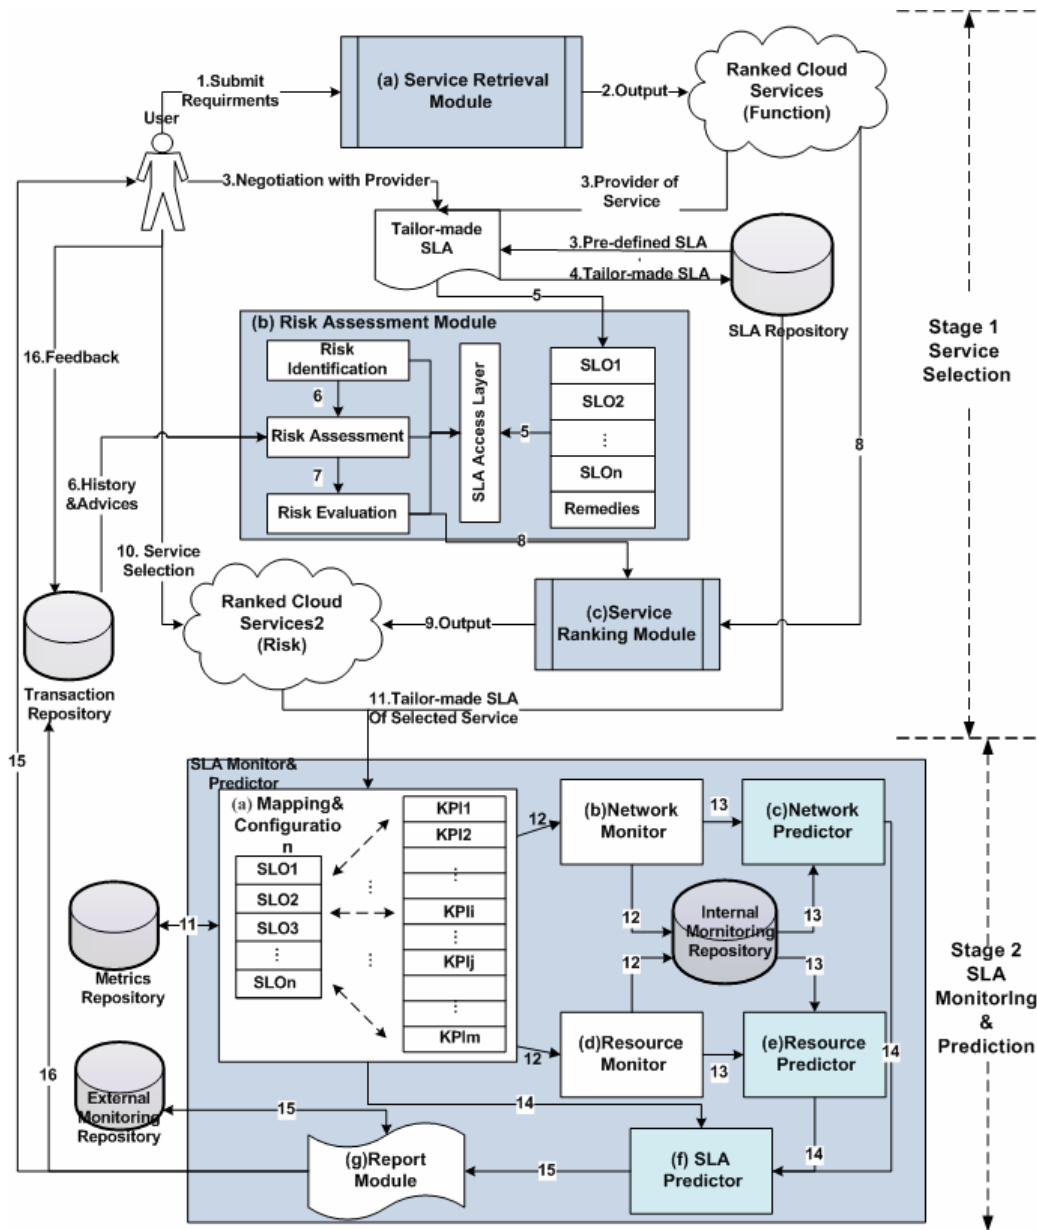 1.Submit
Requirments
User
(a) Service Retrieval
Module
2.Output
Ranked Cloud
Services
(Function)
3.Negotiation with Provider
3.Provider of
Service
Tailor-made
SLA
3.Pre-defined SLA
4.Tailor-made SLA
SLA Repository
5
Stage 1
Service
Selection
(b) Risk Assessment Module
Risk
Identification
6
Risk Assessment
7
Risk Evaluation
SLA Access Layer
5
SLO1
SLO2
...
SLOn
Remedies
8
8
16.Feedback
6.History
&Advices
10. Service
Selection
Transaction
Repository
Ranked Cloud
Services2
(Risk)
9.Output
(c)Service
Ranking Module
11.Tailor-made SLA
Of Selected Service
15
SLA Monitor&
Predictor
(a) Mapping&
Configuratio
n
SLO1
SLO2
SLO3
...
SLOn
...
...
KPI1
KPI2
...
...
KPIi
...
KPIj
...
...
KPIm
12
12
(b)Network
Monitor
13
(c)Network
Predictor
12
12
Internal
Mornitoring
Repository
13
13
(d)Resource
Monitor
13
(e)Resource
Predictor
14
14
14
11
Metrics
Repository
16
External
Monitoring
Repository
15
(g)Report
Module
15
(f) SLA
Predictor
Stage 2
SLA
MonitorIng
&
Prediction